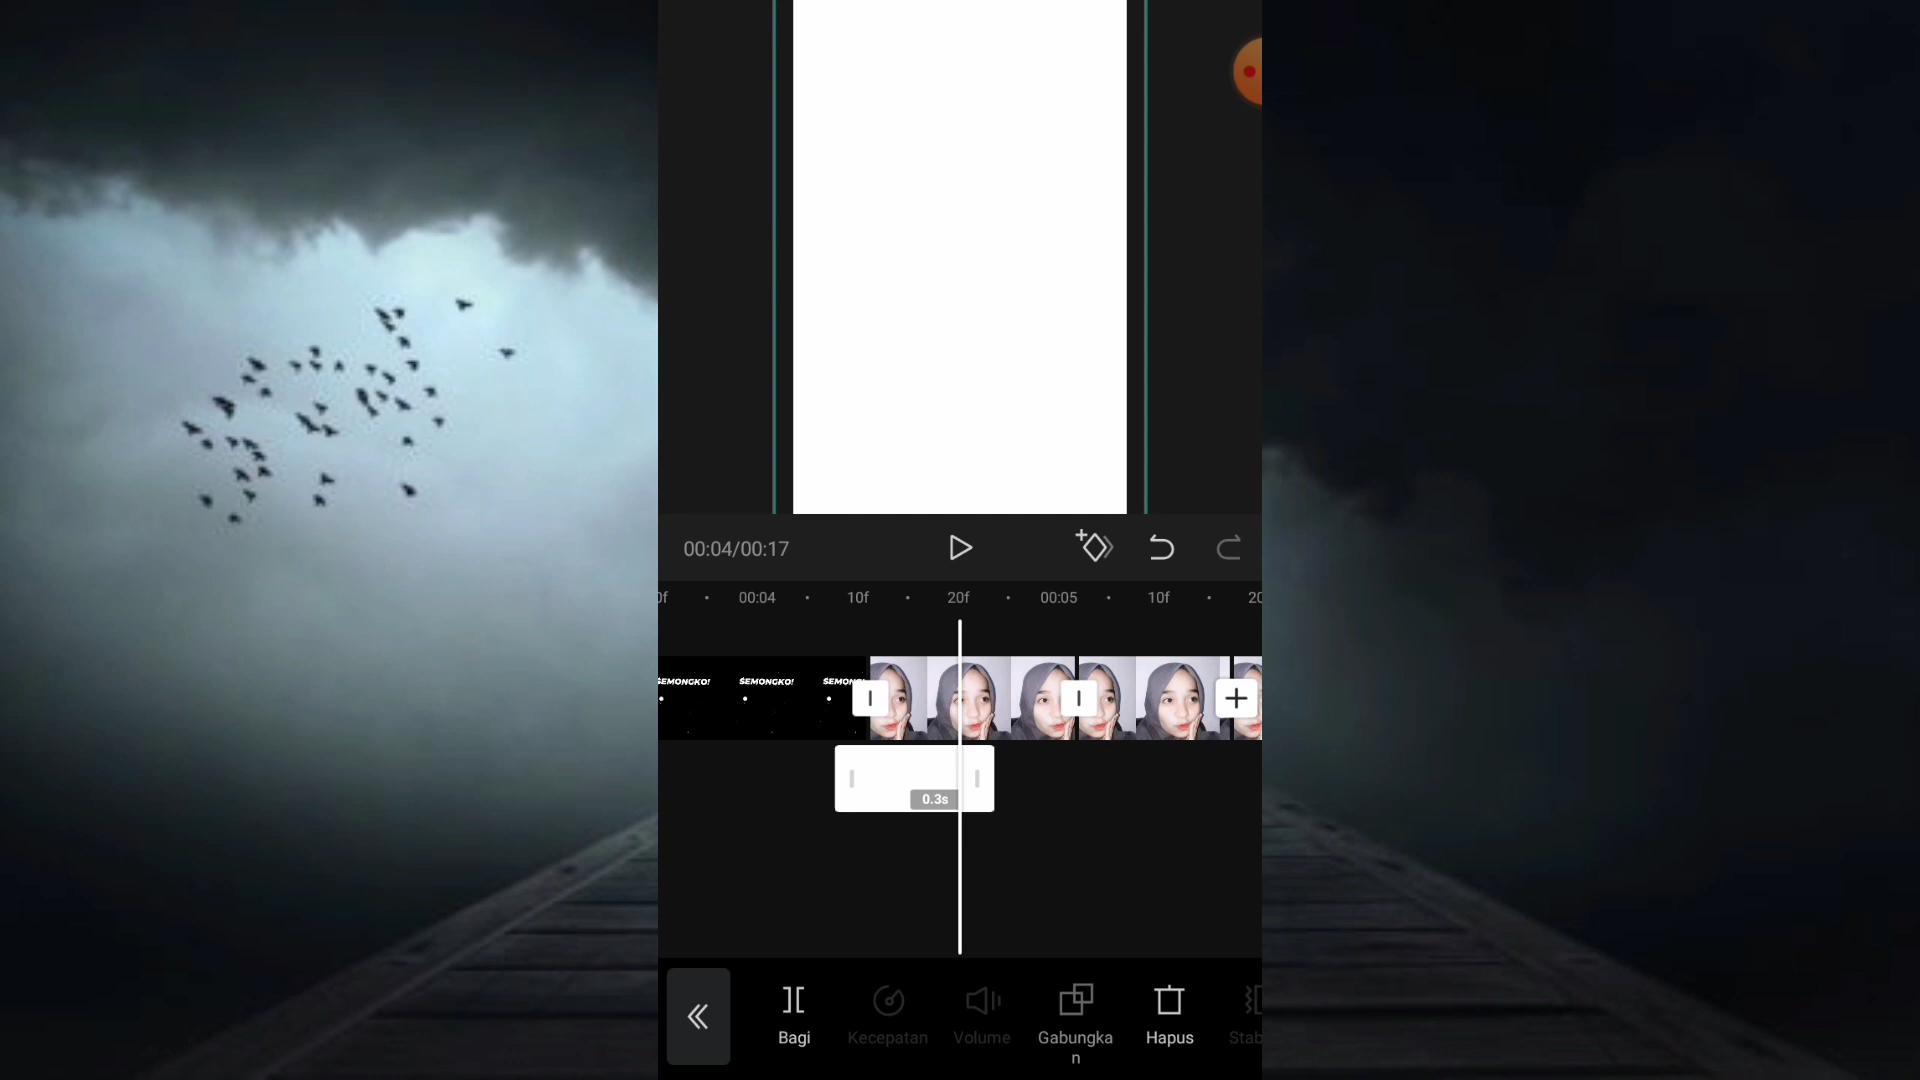 00:04/00:17
0f · 00:04 · 10f · 20f · 00:05 · 10f · 20
SEMONGKO! SEMONGKO! SEMONG
0.3s
Bagi Kecepatan Volume Gabungka
n Hapus Stab